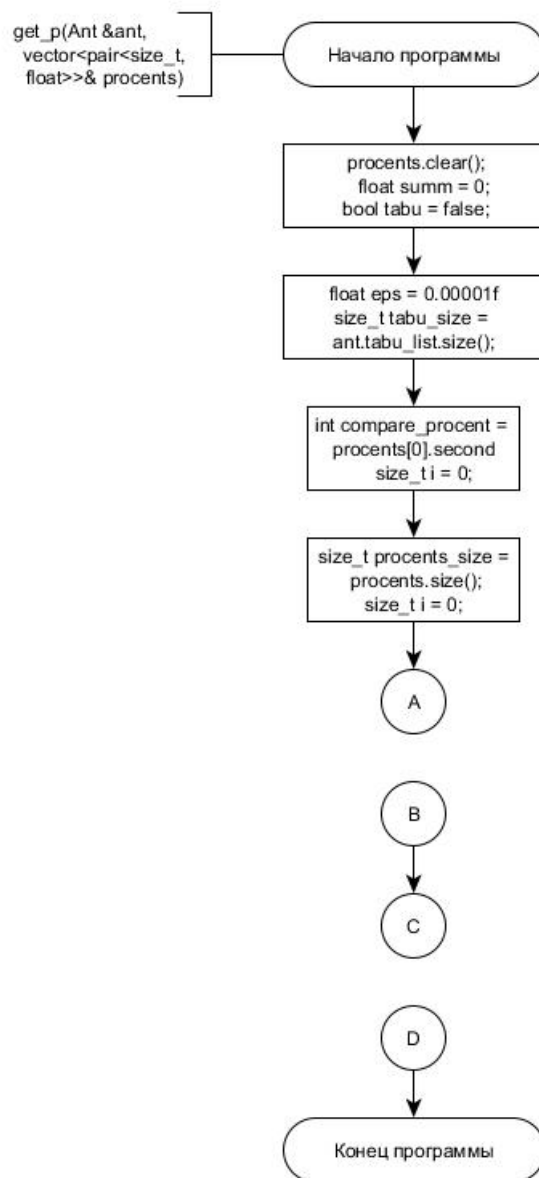 get_p(Ant &ant,
vector<pair<size_t,
float>>& procents)
Начало программы
procents.clear();
float summ = 0;
bool tabu = false;
float eps = 0.00001f
size_t tabu_size =
ant.tabu_list.size();
int compare_procent =
procents[0].second
size_t i = 0;
size_t procents_size =
procents.size();
size_t i = 0;
A
B
C
D
Конец программы